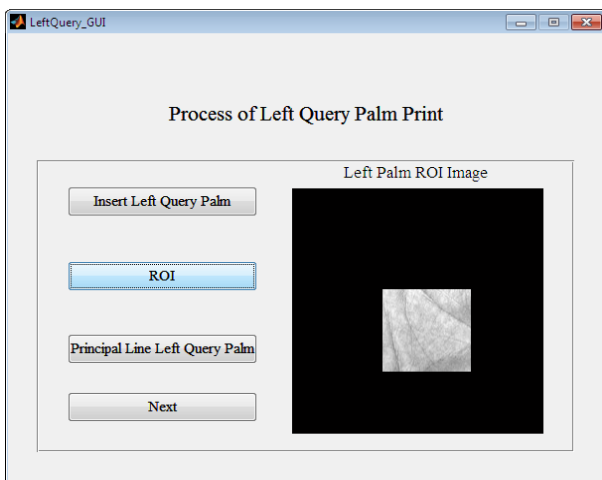 LeftQuery_GUI
Process of Left Query Palm Print
Left Palm ROI Image
Insert Left Query Palm
ROI
Principal Line Left Query Palm
Next